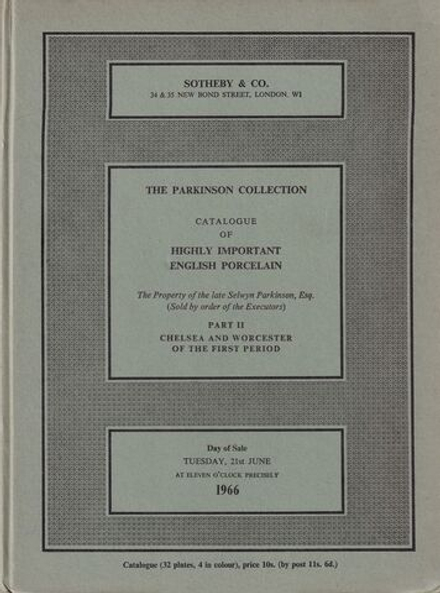 SOTHEBY & CO.
34 & 35 NEW BOND STREET, LONDON. W1
THE PARKINSON COLLECTION
CATALOGUE
OF
HIGHLY IMPORTANT
ENGLISH PORCELAIN
The Property of the late Selwyn Parkinson, Esq.
(Sold by order of the Executors)
PART II
CHELSEA AND WORCESTER
OF THE FIRST PERIOD
Day of Sale
TUESDAY, 21st JUNE
AT ELEVEN O'CLOCK PRECISELY
1966
Catalogue (32 plates, 4 in colour), price 10s. (by post 11s. 6d.)